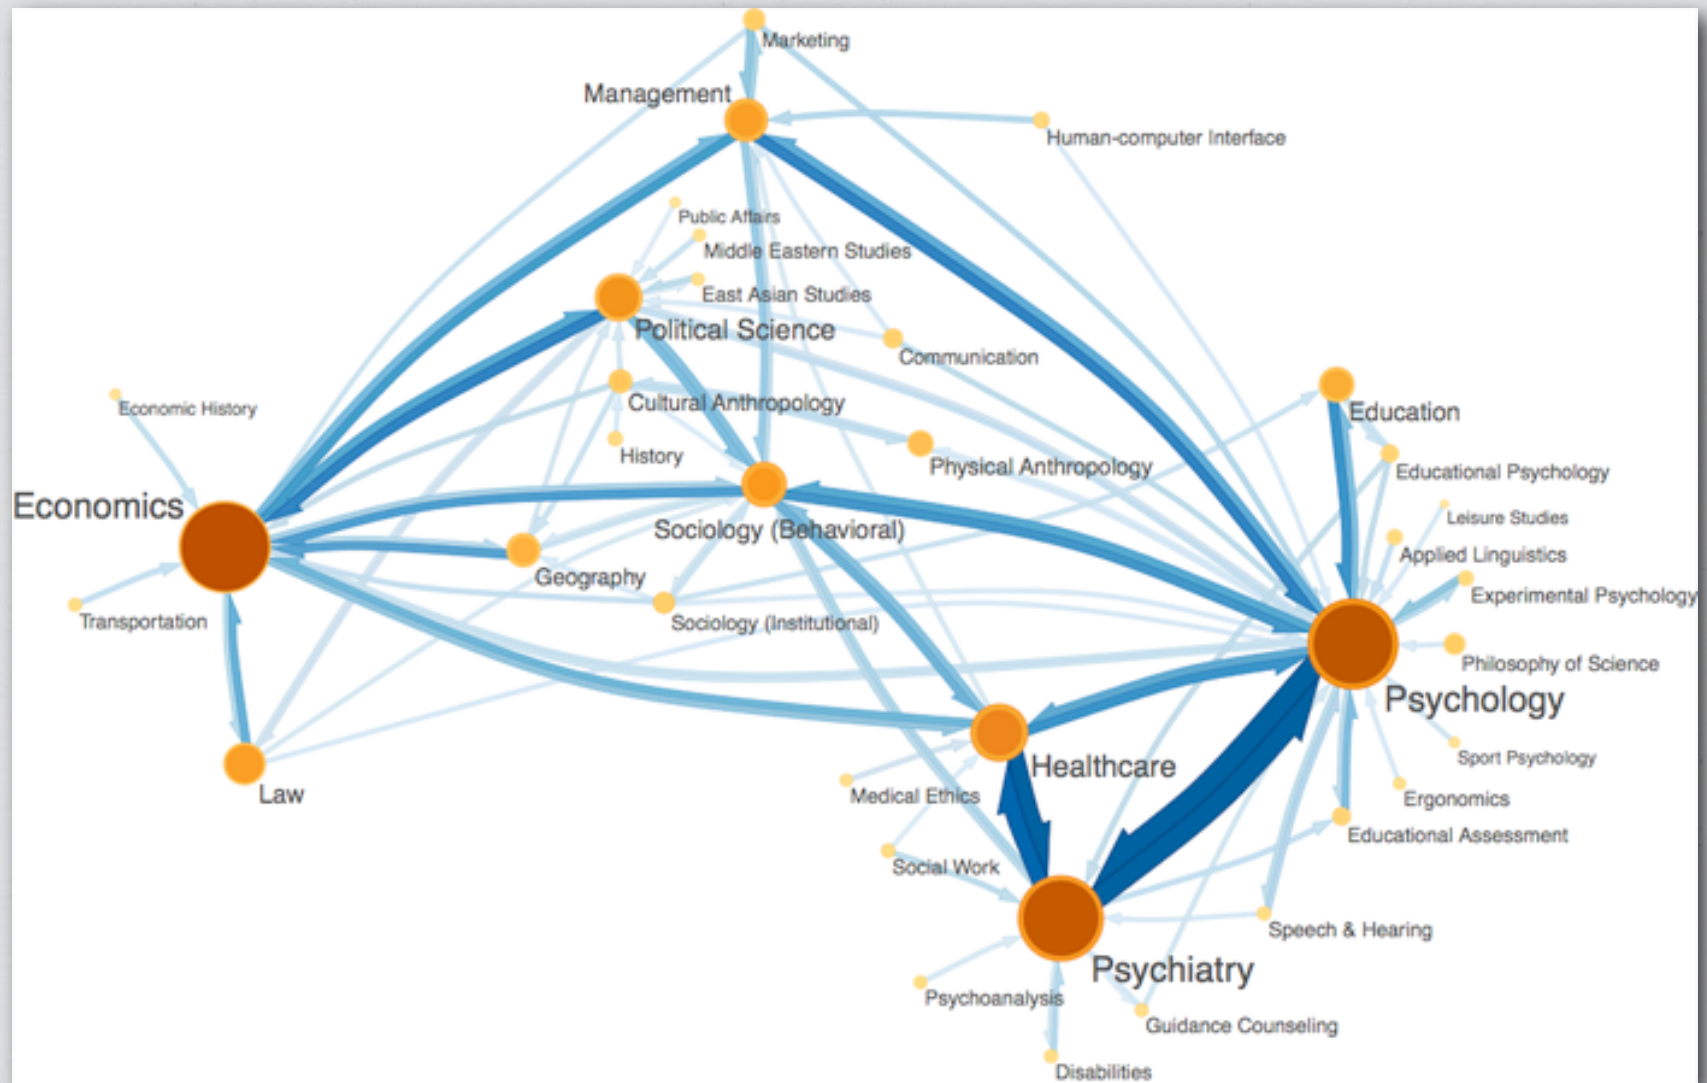 Marketing
Management
Human-computer Interface
Public Affairs
Middle Eastern Studies
East Asian Studies
Political Science
Communication
Economic History
Cultural Anthropology
Education
History
Physical Anthropology
Educational Psychology
Economics
Leisure Studies
Sociology (Behavioral)
Applied Linguistics
Geography
Experimental Psychology
Transportation
Sociology (Institutional)
Philosophy of Science
Psychology
Sport Psychology
Healthcare
Law
Medical Ethics
Ergonomics
Educational Assessment
Social Work
Speech & Hearing
Psychiatry
Psychoanalysis
Guidance Counseling
Disabilities